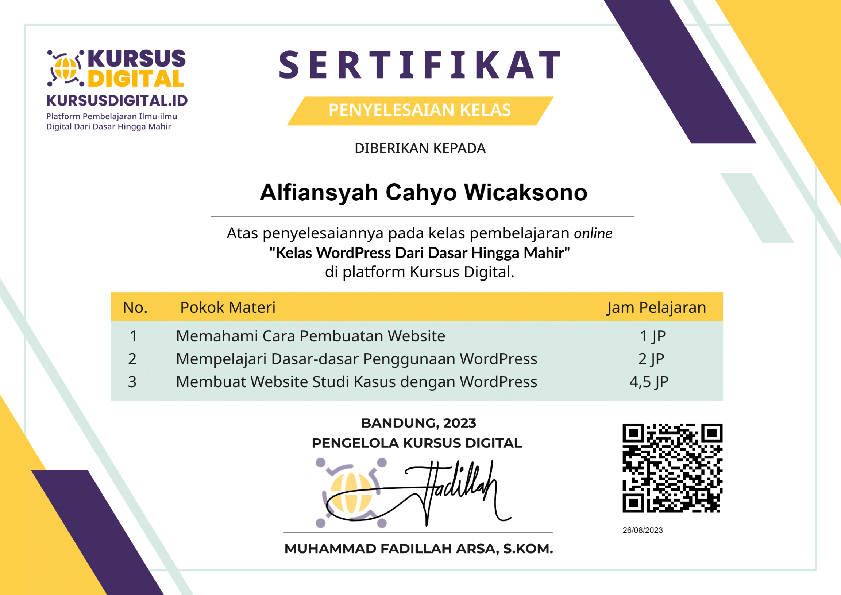 KURSUS
DIGITAL
KURSUSDIGITAL.ID
Platform Pembelajaran Ilmu-ilmu
Digital Dari Dasar Hingga Mahir
SERTIFIKAT
PENYELESAIAN KELAS
DIBERIKAN KEPADA
Alfiansyah Cahyo Wicaksono
Atas penyelesaiannya pada kelas pembelajaran online
"Kelas WordPress Dari Dasar Hingga Mahir"
di platform Kursus Digital.
No. Pokok Materi Jam Pelajaran
1 Memahami Cara Pembuatan Website 1 JP
2 Mempelajari Dasar-dasar Penggunaan WordPress 2 JP
3 Membuat Website Studi Kasus dengan WordPress 4,5 JP
BANDUNG, 2023
PENGELOLA KURSUS DIGITAL
Hadillah
MUHAMMAD FADILLAH ARSA, S.KOM.
26/08/2023